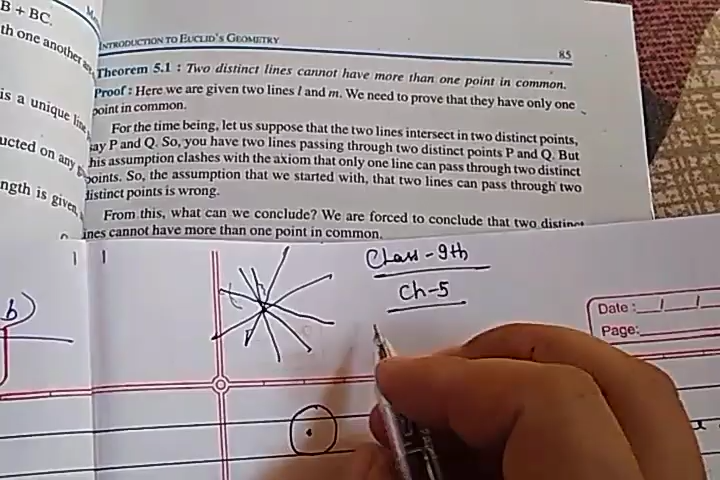 B + BC.
th one another
is a unique line
ucted on any
ngth is given,
INTRODUCTION TO EUCLID'S GEOMETRY 85
Theorem 5.1 : Two distinct lines cannot have more than one point in common.
Proof : Here we are given two lines l and m. We need to prove that they have only one
point in common.
For the time being, let us suppose that the two lines intersect in two distinct points,
say P and Q. So, you have two lines passing through two distinct points P and Q. But
his assumption clashes with the axiom that only one line can pass through two distinct
points. So, the assumption that we started with, that two lines can pass through two
distinct points is wrong.
From this, what can we conclude? We are forced to conclude that two distinct
ines cannot have more than one point in common.
Class - 9th
Ch-5
b)
Date :
Page: